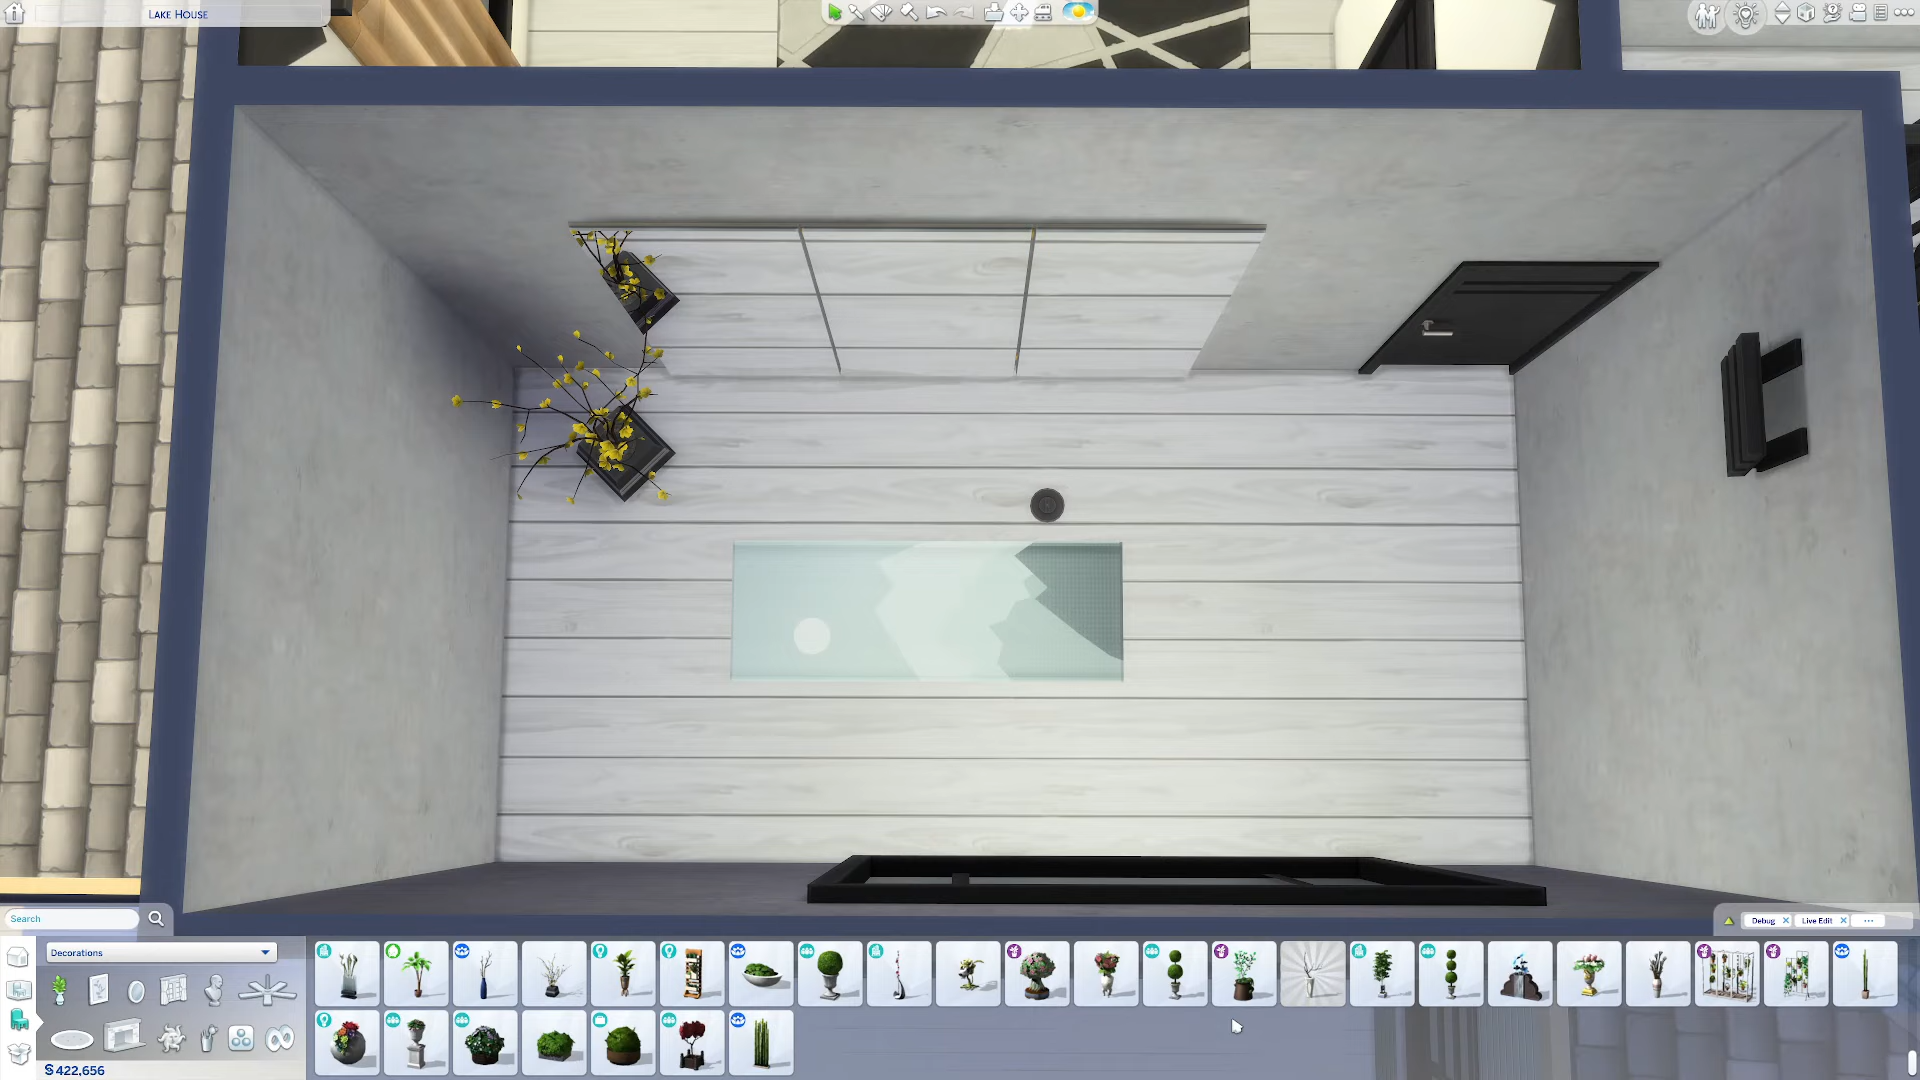 LAKE HOUSE
Search
Debug
Live Edit
Decorations
§422,656